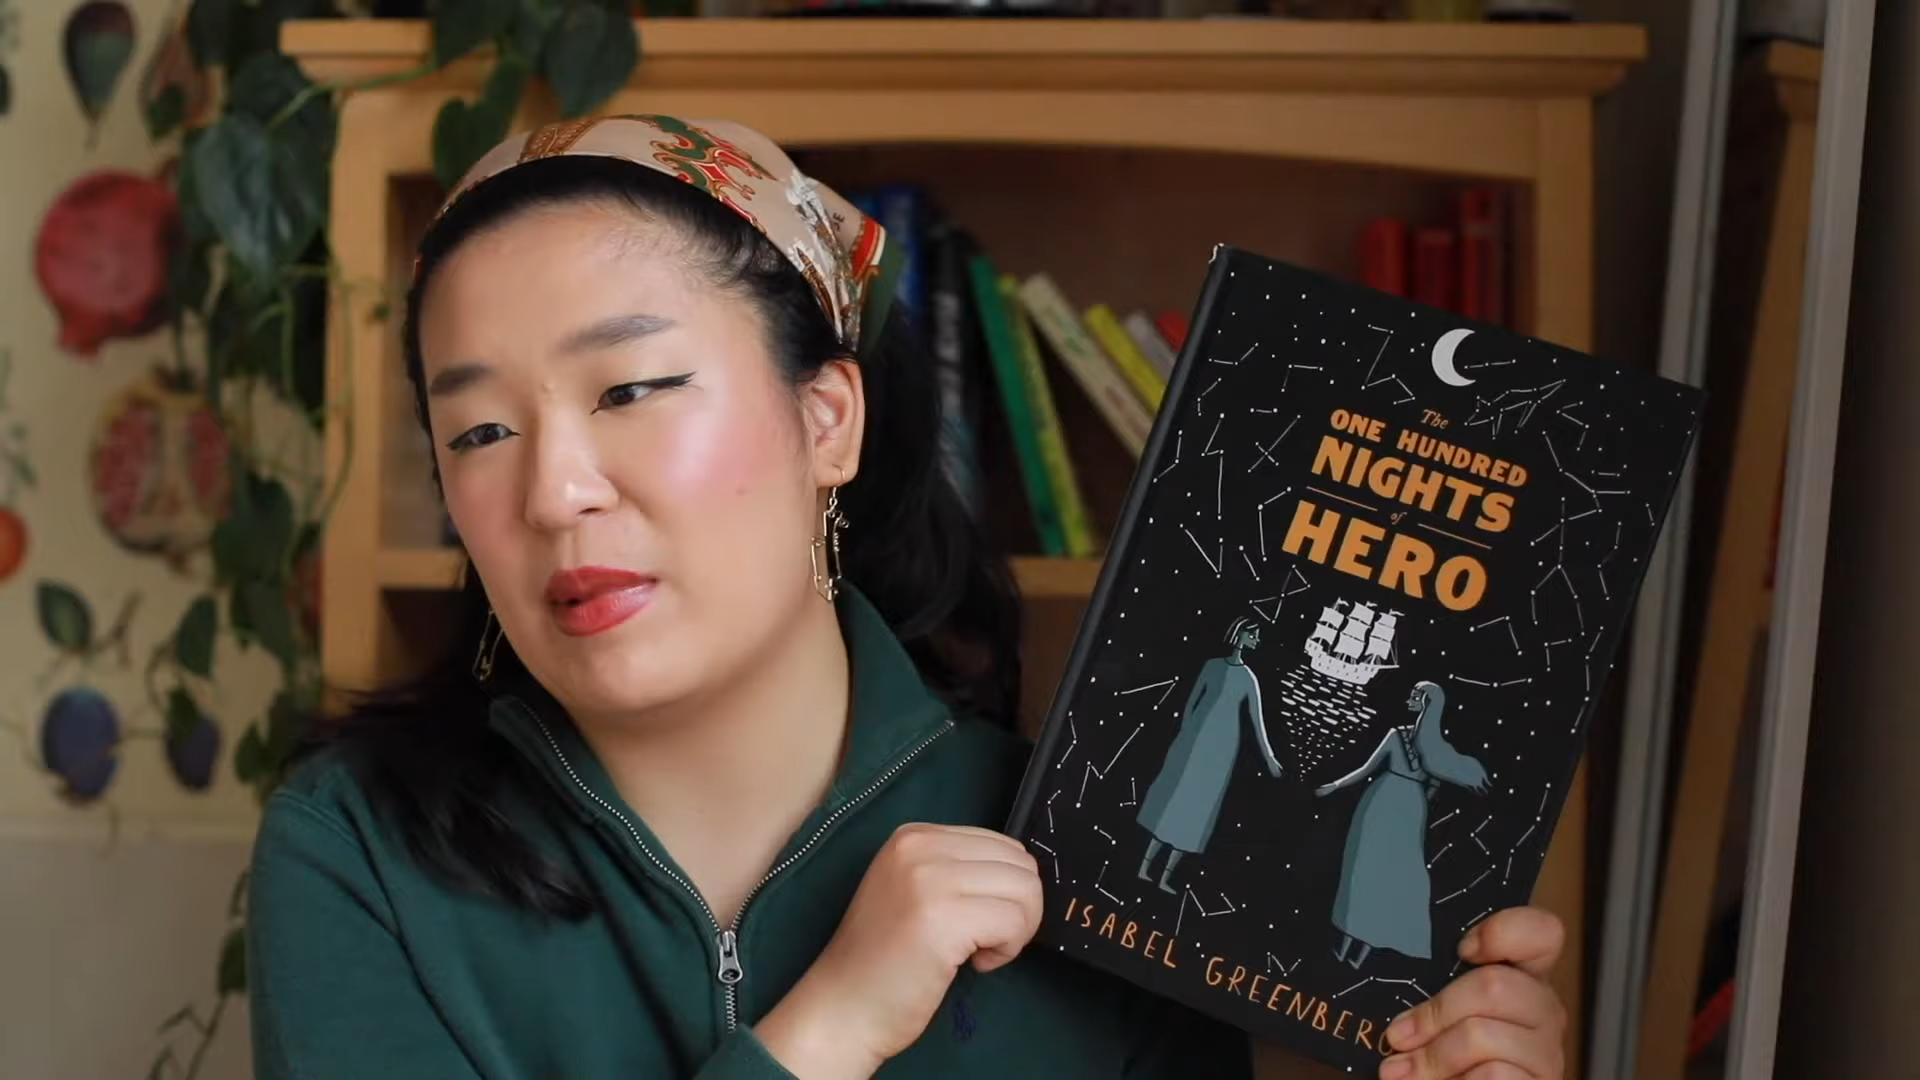 The
ONE HUNDRED
NIGHTS
of
HERO
ISABEL GREENBERG